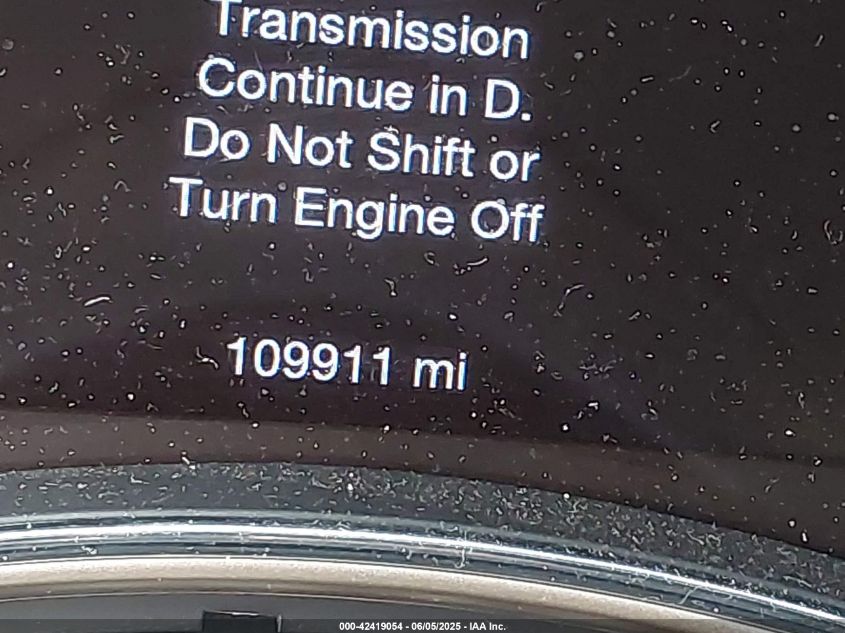 Transmission
Continue in D.
Do Not Shift or
Turn Engine Off
109911 mi
000-42419054 - 06/05/2025 - IAA Inc.